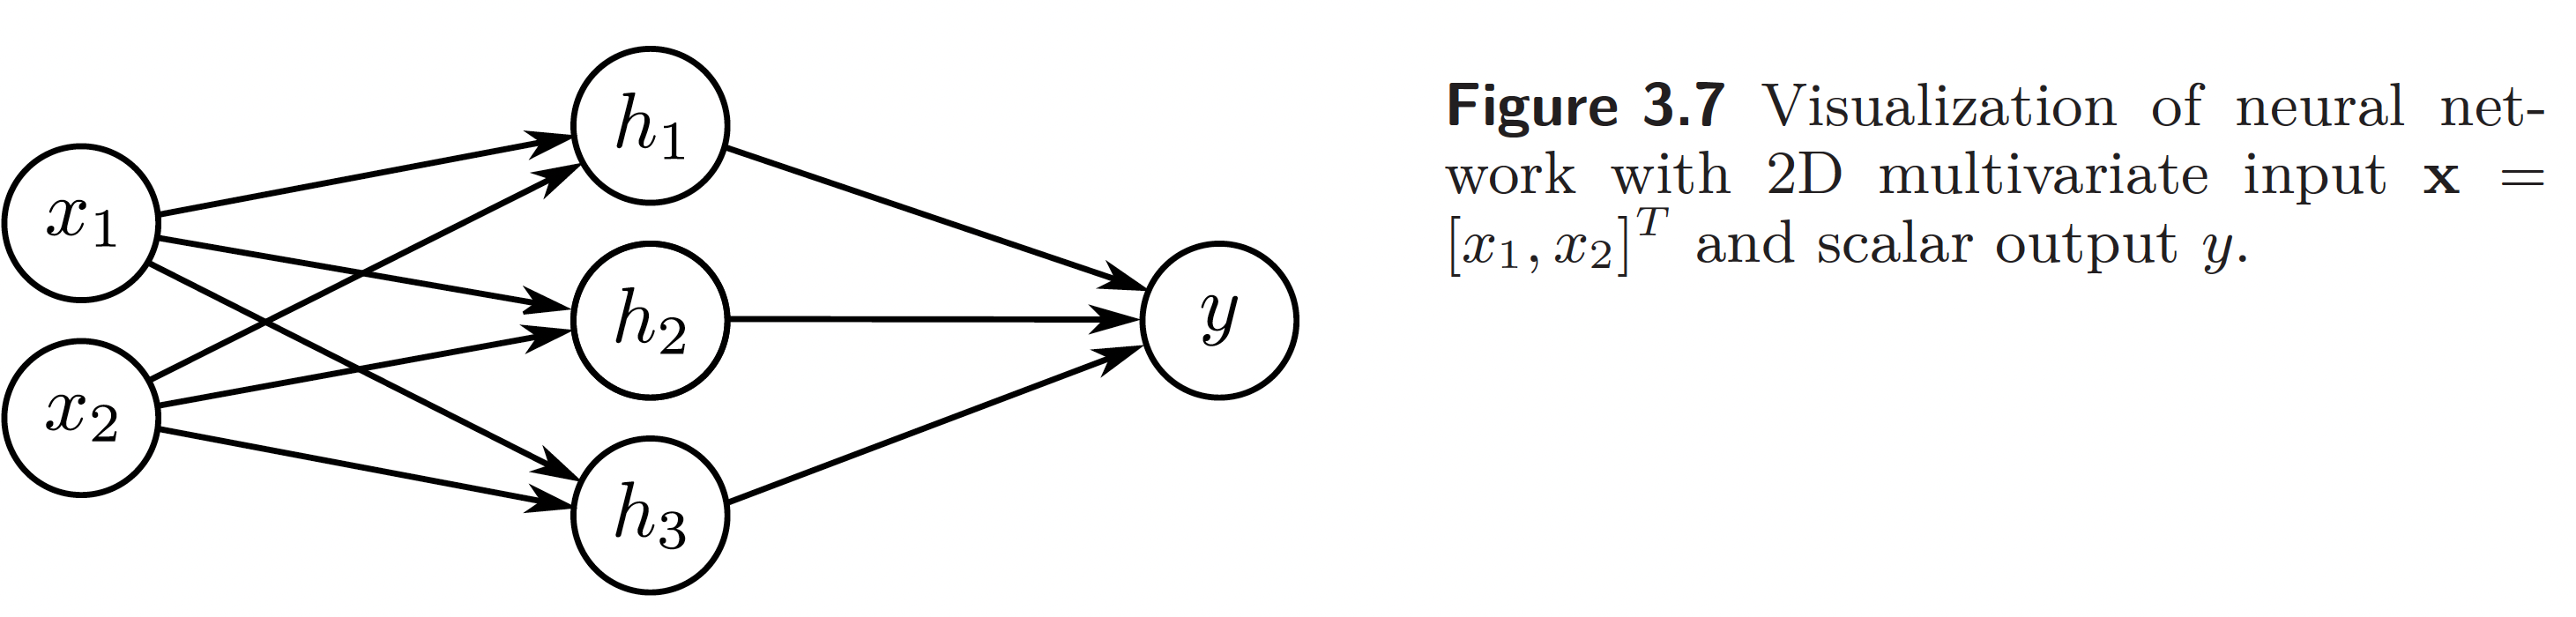 x₁
x₂
h₁
h₂
h₃
y
Figure 3.7 Visualization of neural net-
work with 2D multivariate input x =
[x₁, x₂]ᵀ and scalar output y.